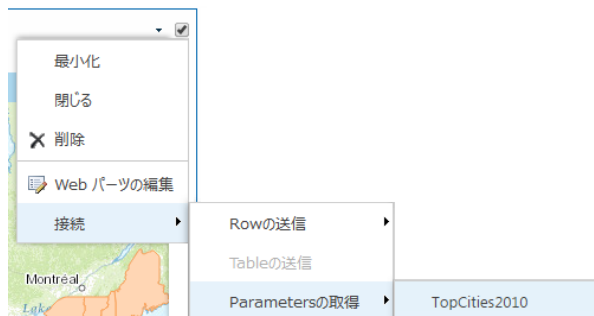 最小化
閉じる
削除
Web パーツの編集
接続
Rowの送信
Tableの送信
Parametersの取得
TopCities2010
Montréal
Lake